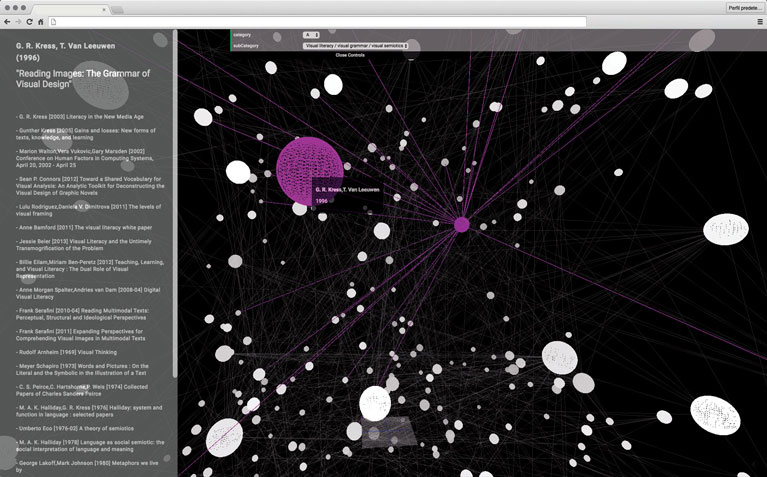 Perfil predete...
G. R. Kress, T. Van Leeuwen
(1996)
"Reading Images: The Grammar of
Visual Design"
- G. R. Kress [2003] Literacy in the New Media Age
- Gunther Kress [2005] Gains and losses: New forms of
texts, knowledge, and learning
- Marion Walton,Vera Vukovic,Gary Marsden [2002]
Conference on Human Factors in Computing Systems,
April 20, 2002 - April 25
- Sean P. Connors [2012] Toward a Shared Vocabulary for
Visual Analysis: An Analytic Toolkit for Deconstructing the
Visual Design of Graphic Novels
- Lulu Rodriguez,Daniela V. Dimitrova [2011] The levels of
visual framing
- Anne Bamford [2011] The visual literacy white paper
- Jessie Beier [2013] Visual Literacy and the Untimely
Transmogrification of the Problem
- Billie Eilam,Miriam Ben-Peretz [2012] Teaching, Learning,
and Visual Literacy : The Dual Role of Visual
Representation
- Anne Morgan Spalter,Andries van Dam [2008-04] Digital
Visual Literacy
- Frank Serafini [2010-04] Reading Multimodal Texts:
Perceptual, Structural and Ideological Perspectives
- Frank Serafini [2011] Expanding Perspectives for
Comprehending Visual Images in Multimodal Texts
- Rudolf Arnheim [1969] Visual Thinking
- Meyer Schapiro [1973] Words and Pictures : On the
Literal and the Symbolic in the Illustration of a Text
- C. S. Peirce,C. Hartshorne,P. Weis [1974] Collected
Papers of Charles Sanders Peirce
- M. A. K. Halliday,G. R. Kress [1976] Halliday: system and
function in language : selected papers
- Umberto Eco [1976-02] A theory of semiotics
- M. A. K. Halliday [1978] Language as social semiotic: the
social interpretation of language and meaning
- George Lakoff,Mark Johnson [1980] Metaphors we live
by
category
A
subCategory
Visual literacy / visual grammar / visual semiotics
Close Controls
G. R. Kress,T. Van Leeuwen
1996